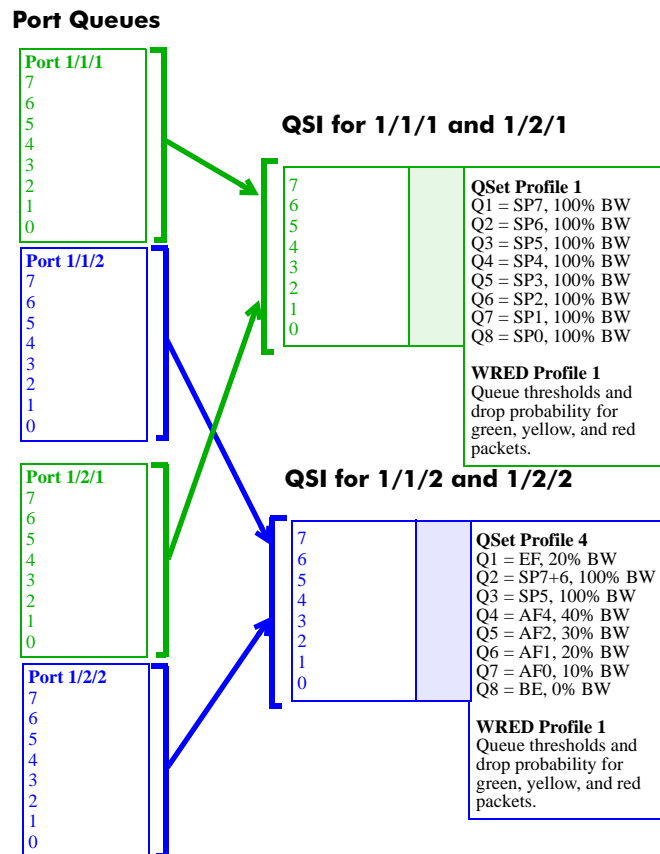 Port Queues
Port 1/1/1
7
6
5
4
3
2
1
0
Port 1/1/2
7
6
5
4
3
2
1
0
Port 1/2/1
7
6
5
4
3
2
1
0
Port 1/2/2
7
6
5
4
3
2
1
0
QSI for 1/1/1 and 1/2/1
7
6
5
4
3
2
1
0
QSet Profile 1
Q1 = SP7, 100% BW
Q2 = SP6, 100% BW
Q3 = SP5, 100% BW
Q4 = SP4, 100% BW
Q5 = SP3, 100% BW
Q6 = SP2, 100% BW
Q7 = SP1, 100% BW
Q8 = SP0, 100% BW
WRED Profile 1
Queue thresholds and
drop probability for
green, yellow, and red
packets.
QSI for 1/1/2 and 1/2/2
7
6
5
4
3
2
1
0
QSet Profile 4
Q1 = EF, 20% BW
Q2 = SP7+6, 100% BW
Q3 = SP5, 100% BW
Q4 = AF4, 40% BW
Q5 = AF2, 30% BW
Q6 = AF1, 20% BW
Q7 = AF0, 10% BW
Q8 = BE, 0% BW
WRED Profile 1
Queue thresholds and
drop probability for
green, yellow, and red
packets.